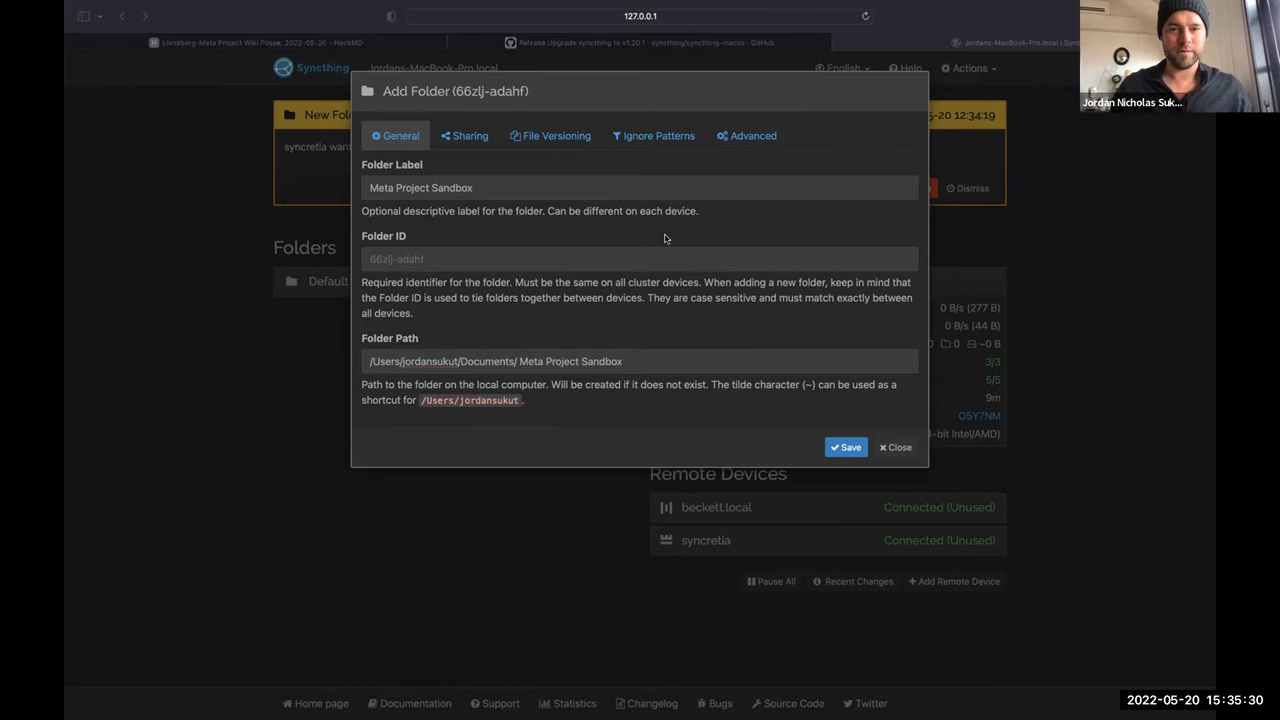 127.0.0.1
Lionsberg-Meta Project Wiki Posse, 2022-05-20 - HackMD
Release Upgrade syncthing to v1.20.1 · syncthing/syncthing-macos · GitHub
Jordans-MacBook-Pro.local | Sync
Syncthing
Jordans-MacBook-Pro.local
English
Help
Actions
Jordan Nicholas Suk...
New Fol
5-20 12:34:19
syncretia want
Dismiss
Add Folder (66zlj-adahf)
General
Sharing
File Versioning
Ignore Patterns
Advanced
Folder Label
Meta Project Sandbox
Optional descriptive label for the folder. Can be different on each device.
Folder ID
66zlj-adahf
Required identifier for the folder. Must be the same on all cluster devices. When adding a new folder, keep in mind that
the Folder ID is used to tie folders together between devices. They are case sensitive and must match exactly between
all devices.
Folder Path
/Users/jordansukut/Documents/ Meta Project Sandbox
Path to the folder on the local computer. Will be created if it does not exist. The tilde character (~) can be used as a
shortcut for /Users/jordansukut.
Save
Close
Folders
Default
0 B/s (277 B)
0 B/s (44 B)
0 0 ~0 B
3/3
5/5
9m
O5Y7NM
-bit Intel/AMD)
Remote Devices
beckett.local
Connected (Unused)
syncretia
Connected (Unused)
Pause All
Recent Changes
Add Remote Device
Home page
Documentation
Support
Statistics
Changelog
Bugs
Source Code
Twitter
2022-05-20 15:35:30